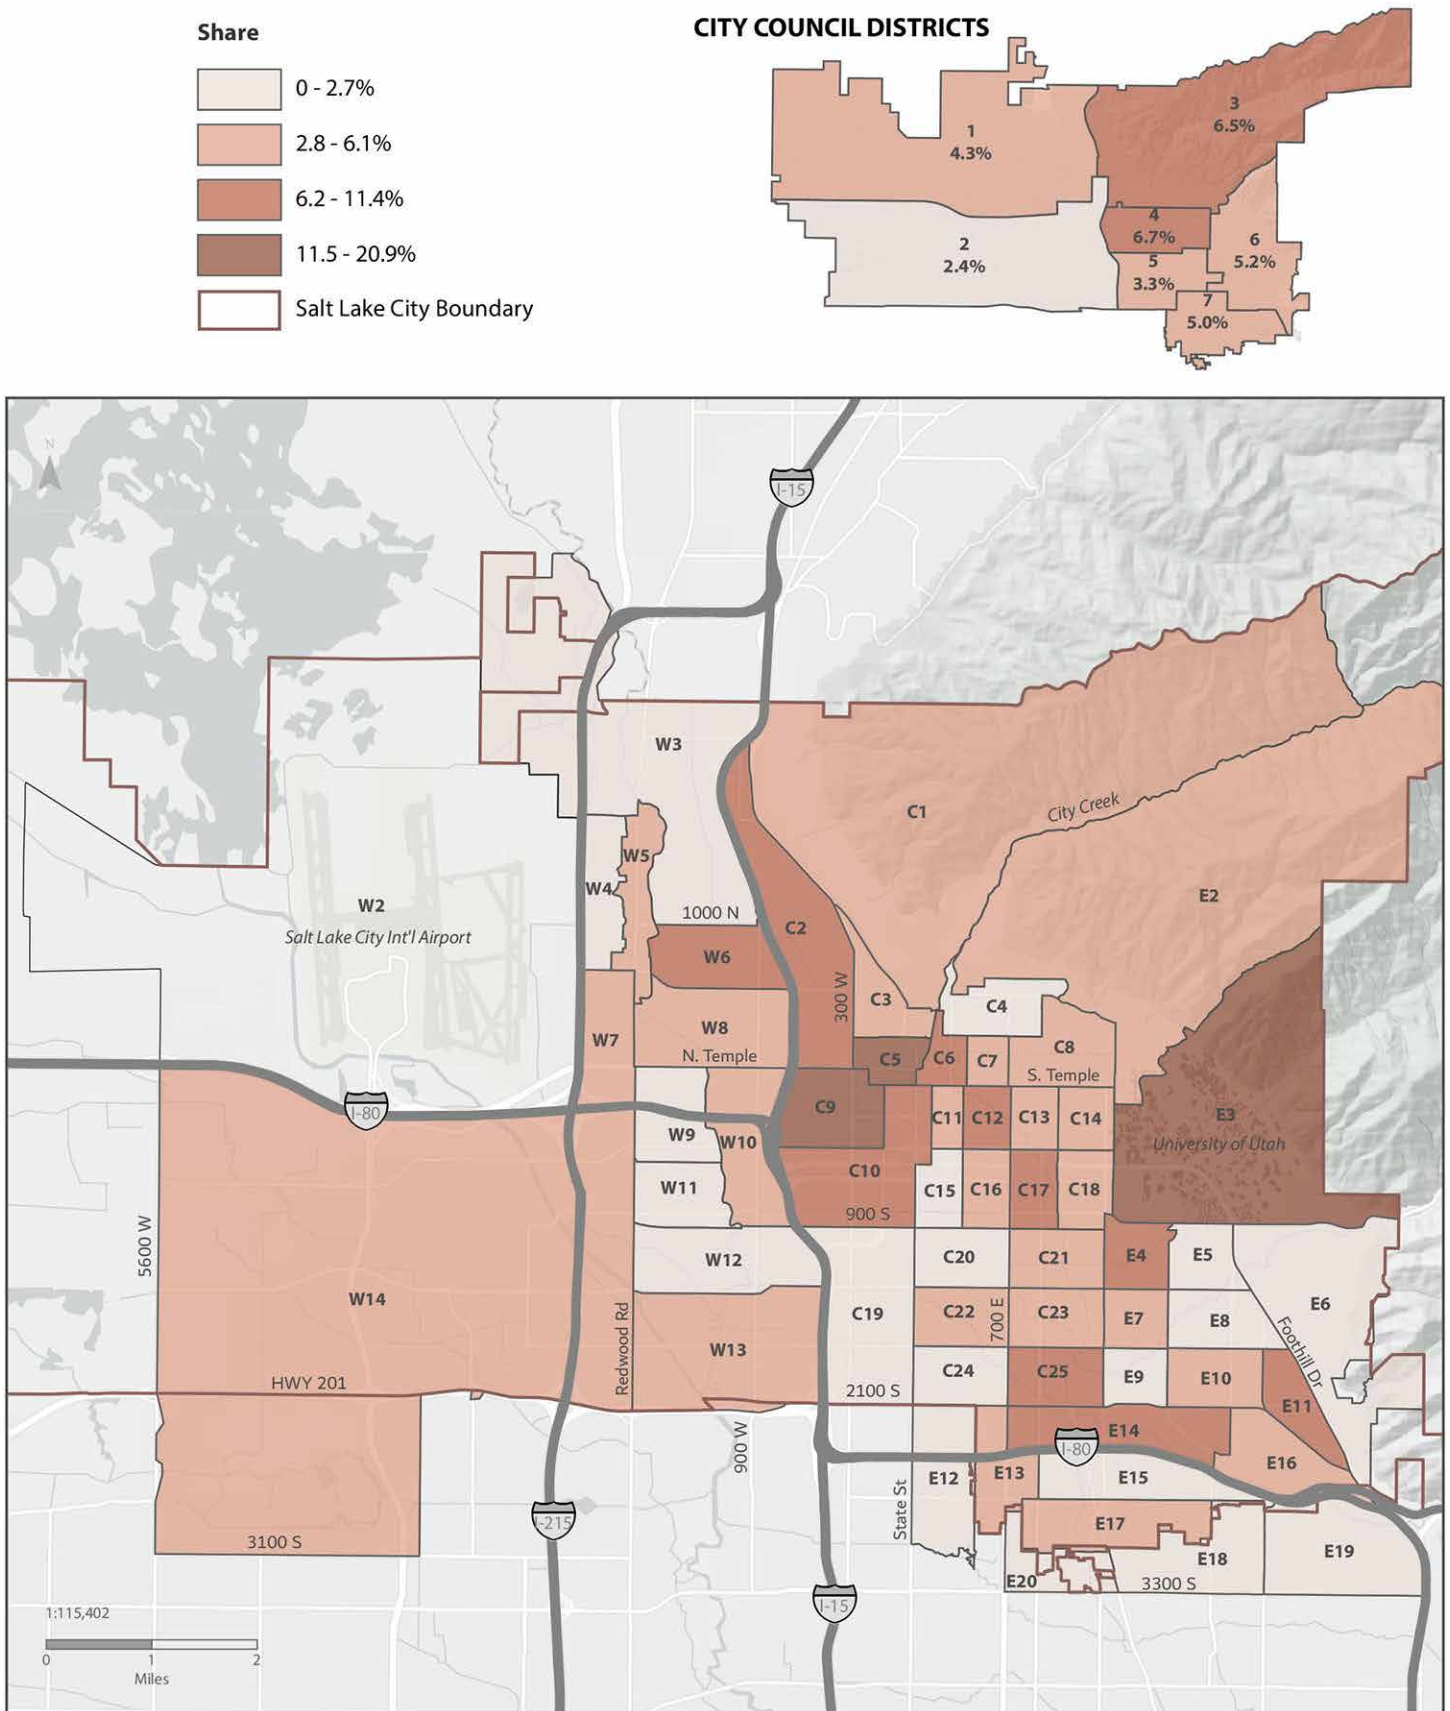 Share
0 - 2.7%
2.8 - 6.1%
6.2 - 11.4%
11.5 - 20.9%
Salt Lake City Boundary
CITY COUNCIL DISTRICTS
1
4.3%
2
2.4%
3
6.5%
4
6.7%
5
3.3%
6
5.2%
7
5.0%
N
I-15
W3
C1
City Creek
W5
W4
W2
Salt Lake City Int'l Airport
1000 N
C2
E2
W6
300 W
C3
C4
W7
W8
N. Temple
C5
C6
C7
C8
S. Temple
I-80
C9
C11
C12
C13
C14
E3
University of Utah
W9
W10
W11
C10
900 S
C15
C16
C17
C18
5600 W
W12
C20
C21
E4
E5
E6
W14
C19
C22
700 E
C23
E7
E8
Foothill Dr
Redwood Rd
W13
HWY 201
2100 S
C24
C25
E9
E10
E11
900 W
E14
I-80
State St
E12
E13
E15
E16
I-215
3100 S
E17
E18
E19
E20
3300 S
I-15
1:115,402
0 1 2
Miles